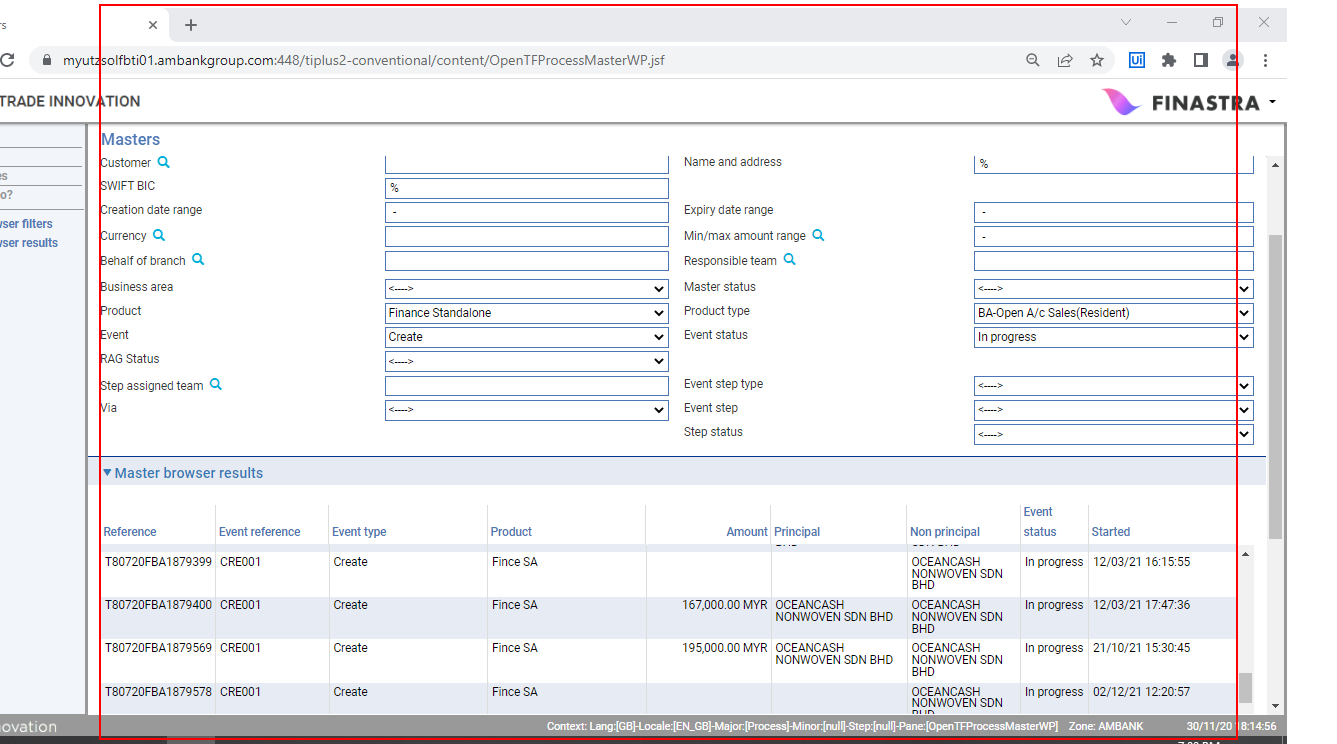 rs
myutzsolfbti01.ambankgroup.com:448/tiplus2-conventional/content/OpenTFProcessMasterWP.jsf
Ui
TRADE INNOVATION
FINASTRA
Masters
Customer
Name and address
%
SWIFT BIC
%
Creation date range
-
Expiry date range
-
Currency
Min/max amount range
-
Behalf of branch
Responsible team
Business area
<---->
Master status
<---->
Product
Finance Standalone
Product type
BA-Open A/c Sales(Resident)
Event
Create
Event status
In progress
RAG Status
<---->
Step assigned team
Event step type
<---->
Via
<---->
Event step
<---->
Step status
<---->
es
o?
wser filters
wser results
Master browser results
Reference Event reference Event type Product Amount Principal Non principal Event status Started
T80720FBA1879399 CRE001 Create Fince SA OCEANCASH NONWOVEN SDN BHD In progress 12/03/21 16:15:55
T80720FBA1879400 CRE001 Create Fince SA 167,000.00 MYR OCEANCASH NONWOVEN SDN BHD OCEANCASH NONWOVEN SDN BHD In progress 12/03/21 17:47:36
T80720FBA1879569 CRE001 Create Fince SA 195,000.00 MYR OCEANCASH NONWOVEN SDN BHD OCEANCASH NONWOVEN SDN BHD In progress 21/10/21 15:30:45
T80720FBA1879578 CRE001 Create Fince SA OCEANCASH NONWOVEN SDN In progress 02/12/21 12:20:57
novation
Context: Lang:[GB]-Locale:[EN_GB]-Major:[Process]-Minor:[null]-Step:[null]-Pane:[OpenTFProcessMasterWP] Zone: AMBANK 30/11/20 18:14:56